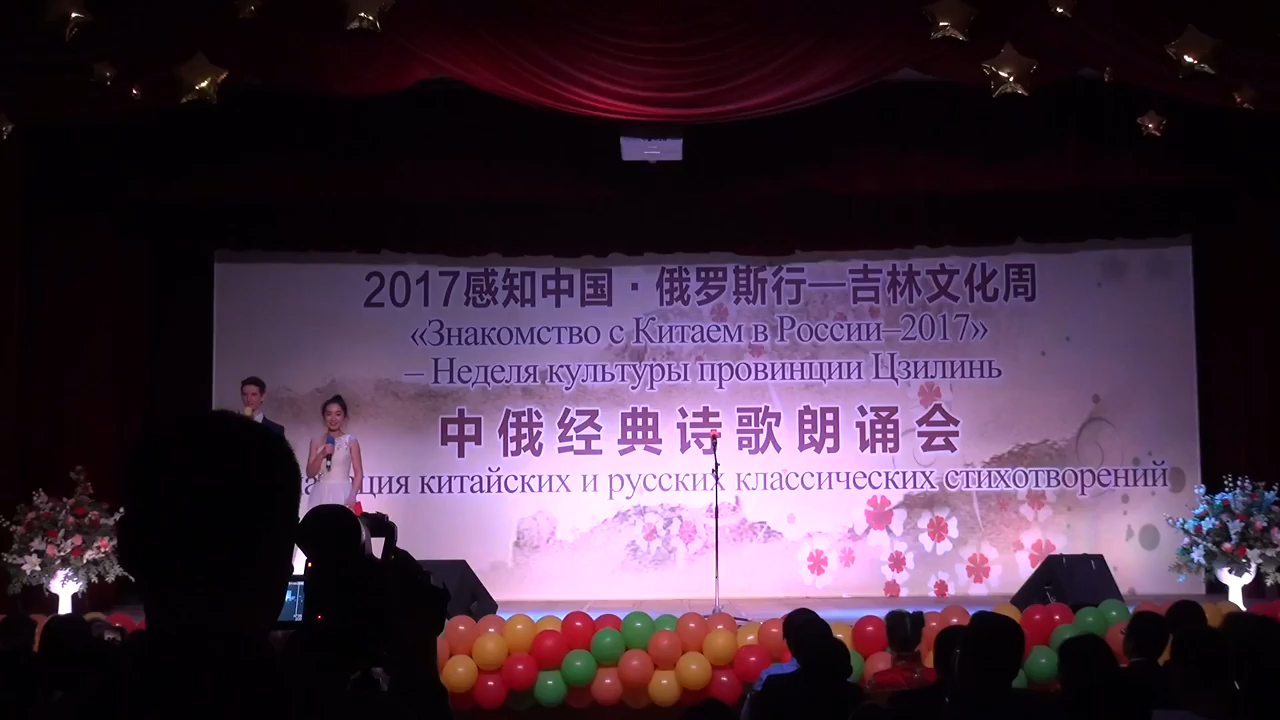 2017感知中国·俄罗斯行—吉林文化周
«Знакомство с Китаем в России–2017»
– Неделя культуры провинции Цзилинь
中俄经典诗歌朗诵会
китайских и русских классических стихотворений